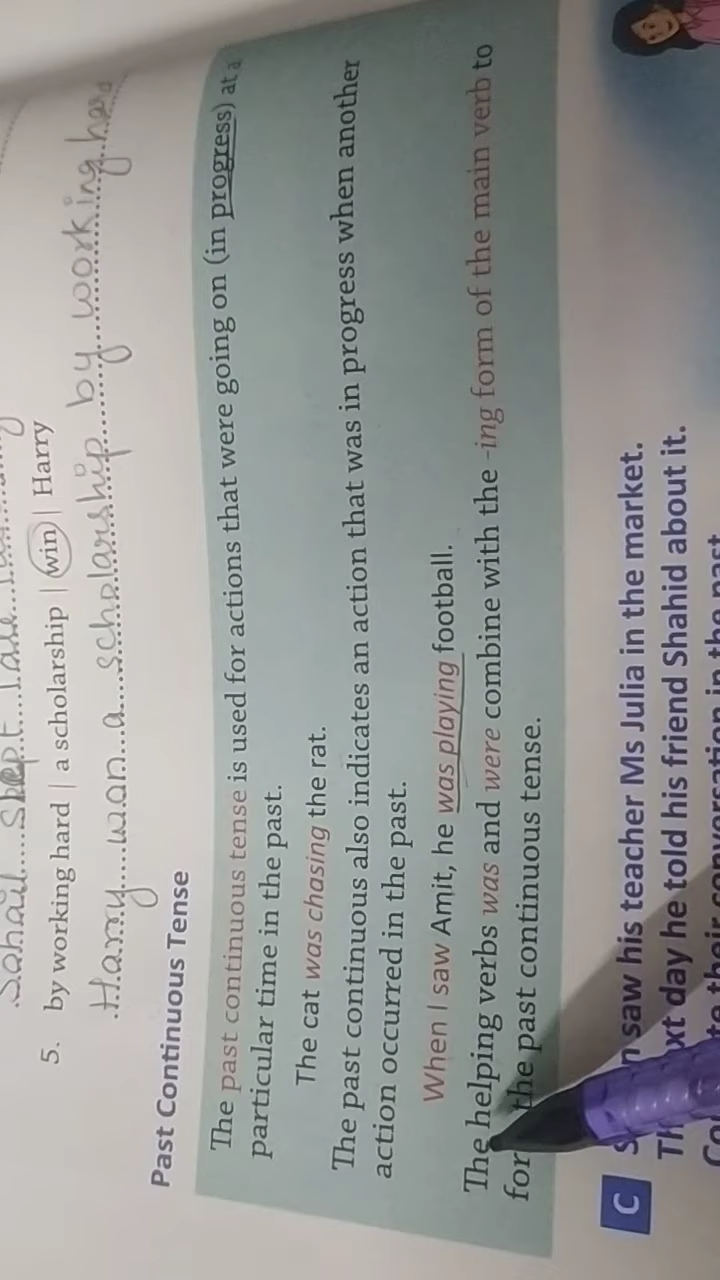 Sohail
5. by working hard | a scholarship | win | Harry
Harry won a scholarship by working hard
Past Continuous Tense
The past continuous tense is used for actions that were going on (in progress) at a
particular time in the past.
The cat was chasing the rat.
The past continuous also indicates an action that was in progress when another
action occurred in the past.
When I saw Amit, he was playing football.
The helping verbs was and were combine with the -ing form of the main verb to
the past continuous tense.
C saw his teacher Ms Julia in the market.
day he told his friend Shahid about it.
in the past